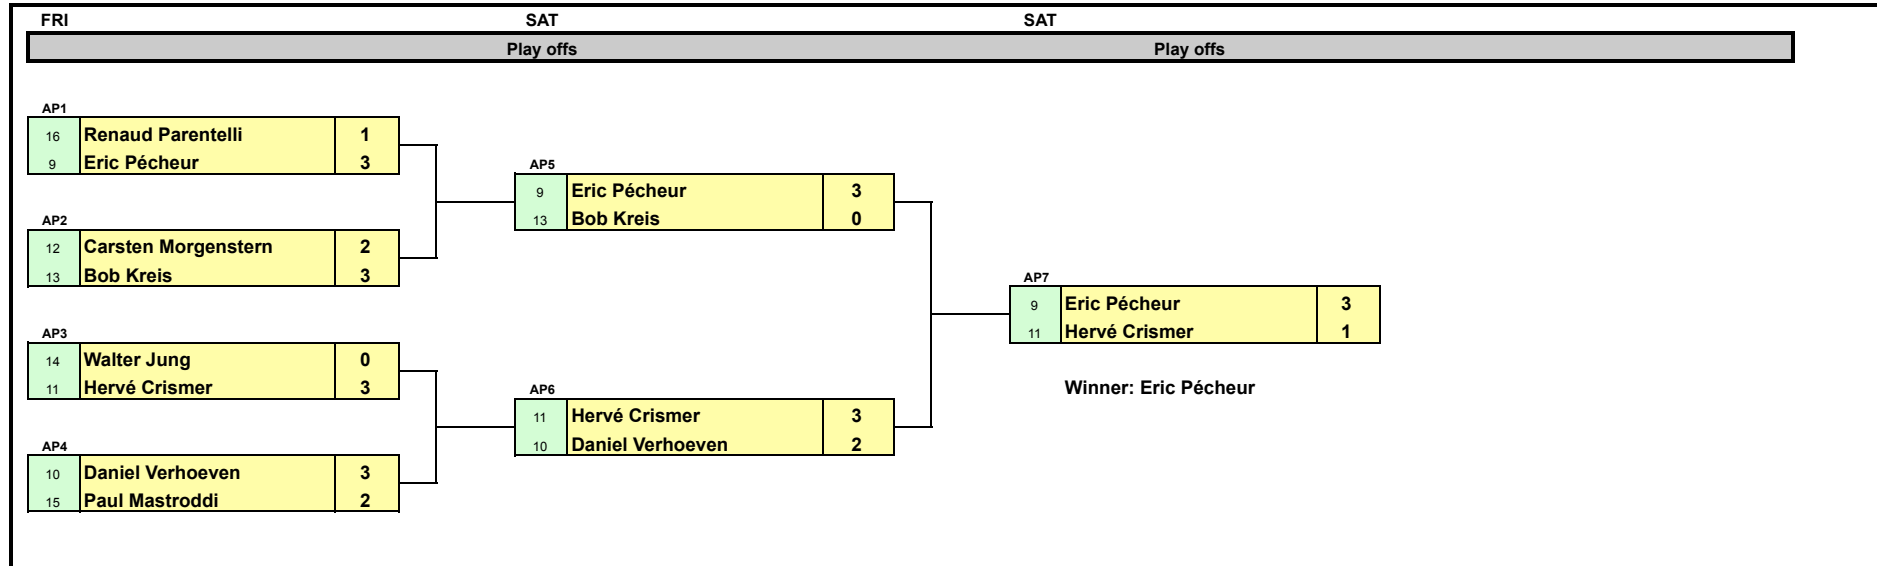 FRI SAT SAT
Play offs Play offs
AP1
16 Renaud Parentelli 1
9 Eric Pécheur 3
AP5
9 Eric Pécheur 3
13 Bob Kreis 0
AP2
12 Carsten Morgenstern 2
13 Bob Kreis 3
AP7
9 Eric Pécheur 3
11 Hervé Crismer 1
Winner: Eric Pécheur
AP3
14 Walter Jung 0
11 Hervé Crismer 3
AP6
11 Hervé Crismer 3
10 Daniel Verhoeven 2
AP4
10 Daniel Verhoeven 3
15 Paul Mastroddi 2